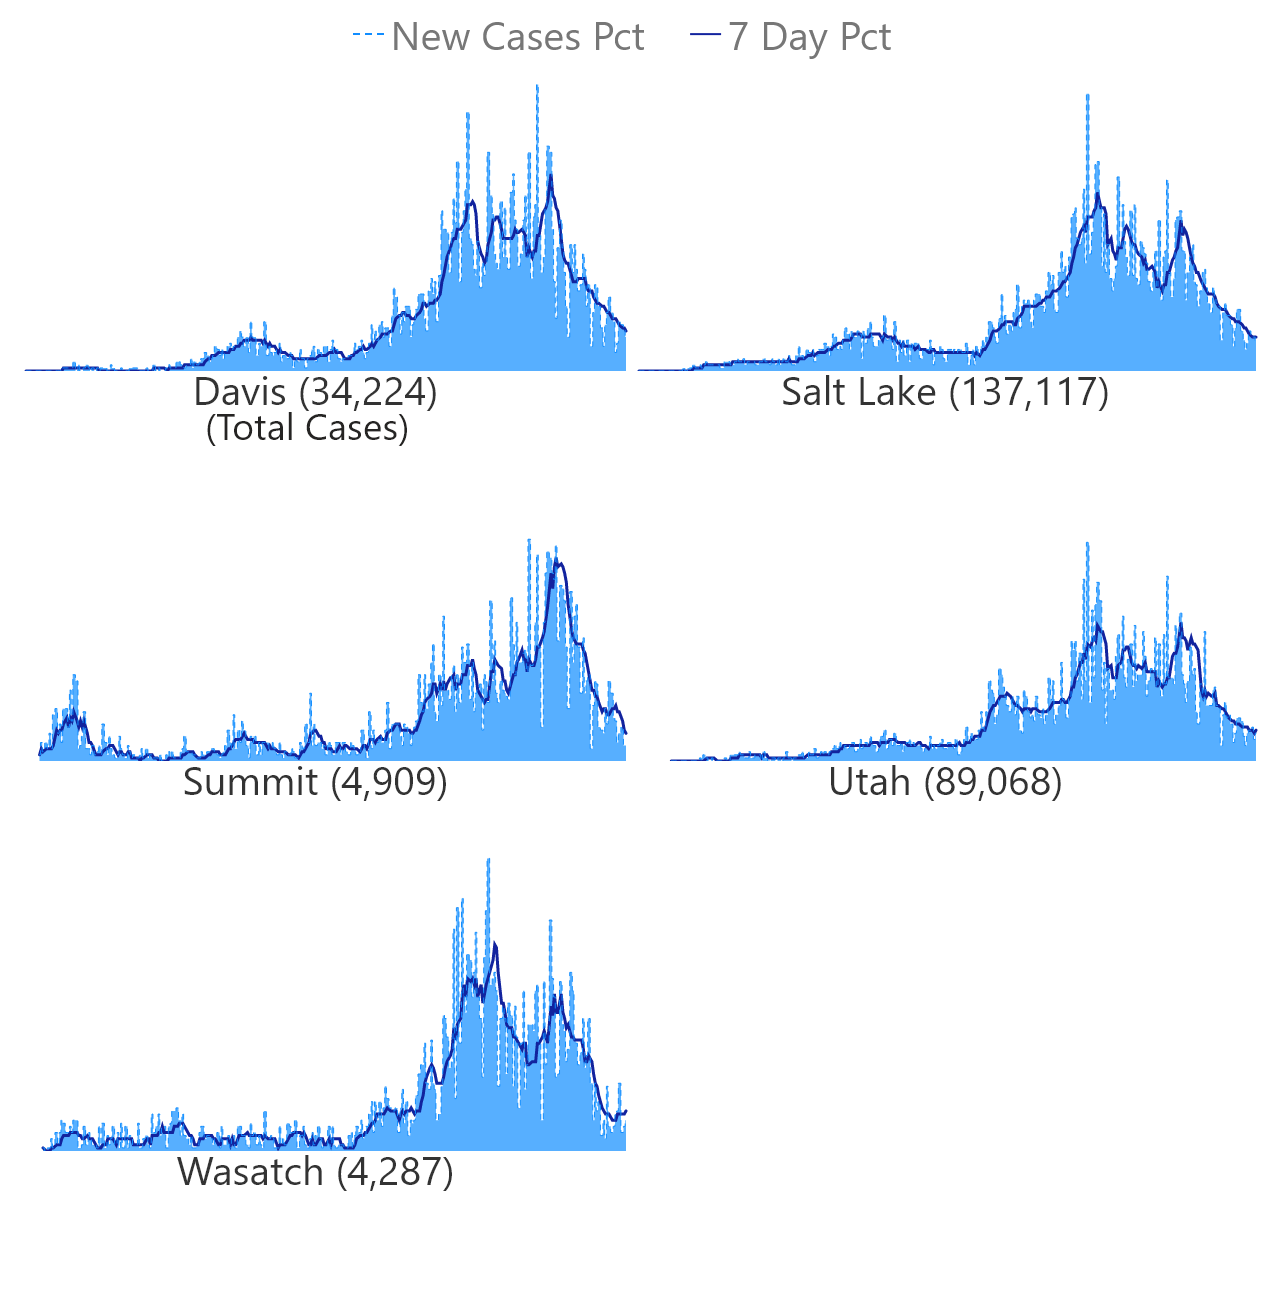 New Cases Pct 7 Day Pct
Davis (34,224) Salt Lake (137,117)
(Total Cases)
Summit (4,909) Utah (89,068)
Wasatch (4,287)